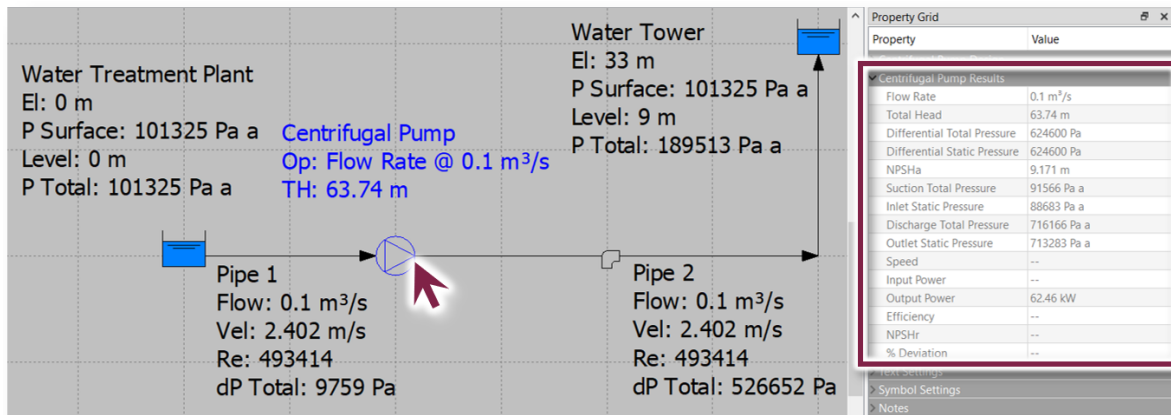 Water Treatment Plant
El: 0 m
P Surface: 101325 Pa a
Level: 0 m
P Total: 101325 Pa a
Centrifugal Pump
Op: Flow Rate @ 0.1 m³/s
TH: 63.74 m
Water Tower
El: 33 m
P Surface: 101325 Pa a
Level: 9 m
P Total: 189513 Pa a
Pipe 1
Flow: 0.1 m³/s
Vel: 2.402 m/s
Re: 493414
dP Total: 9759 Pa
Pipe 2
Flow: 0.1 m³/s
Vel: 2.402 m/s
Re: 493414
dP Total: 526652 Pa
Property Grid
Property Value
Centrifugal Pump Results
Flow Rate 0.1 m³/s
Total Head 63.74 m
Differential Total Pressure 624600 Pa
Differential Static Pressure 624600 Pa
NPSHa 9.171 m
Suction Total Pressure 91566 Pa a
Inlet Static Pressure 88683 Pa a
Discharge Total Pressure 716166 Pa a
Outlet Static Pressure 713283 Pa a
Speed --
Input Power --
Output Power 62.46 kW
Efficiency --
NPSHr --
% Deviation --
Text Settings
Symbol Settings
Notes